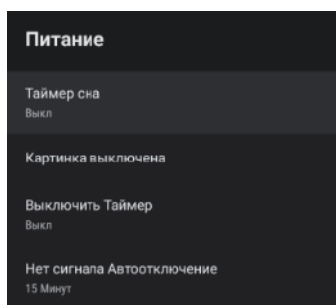 Питание
Таймер сна
Выкл
Картинка выключена
Выключить Таймер
Выкл
Нет сигнала Автоотключение
15 Минут